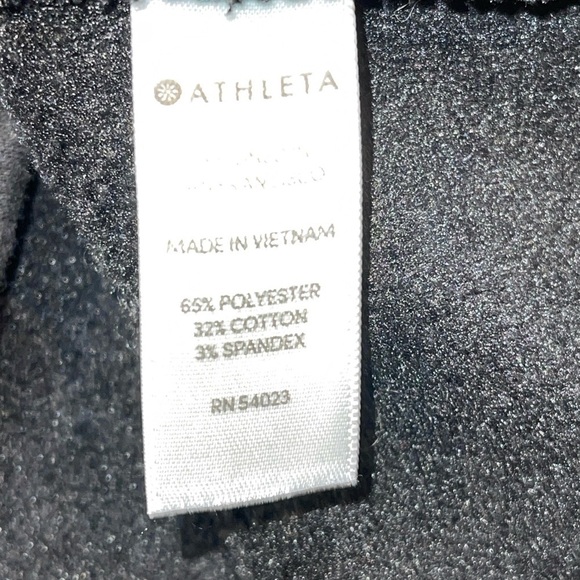 ATHLETA
MADE IN VIETNAM
65% POLYESTER
32% COTTON
3% SPANDEX
RN 54023